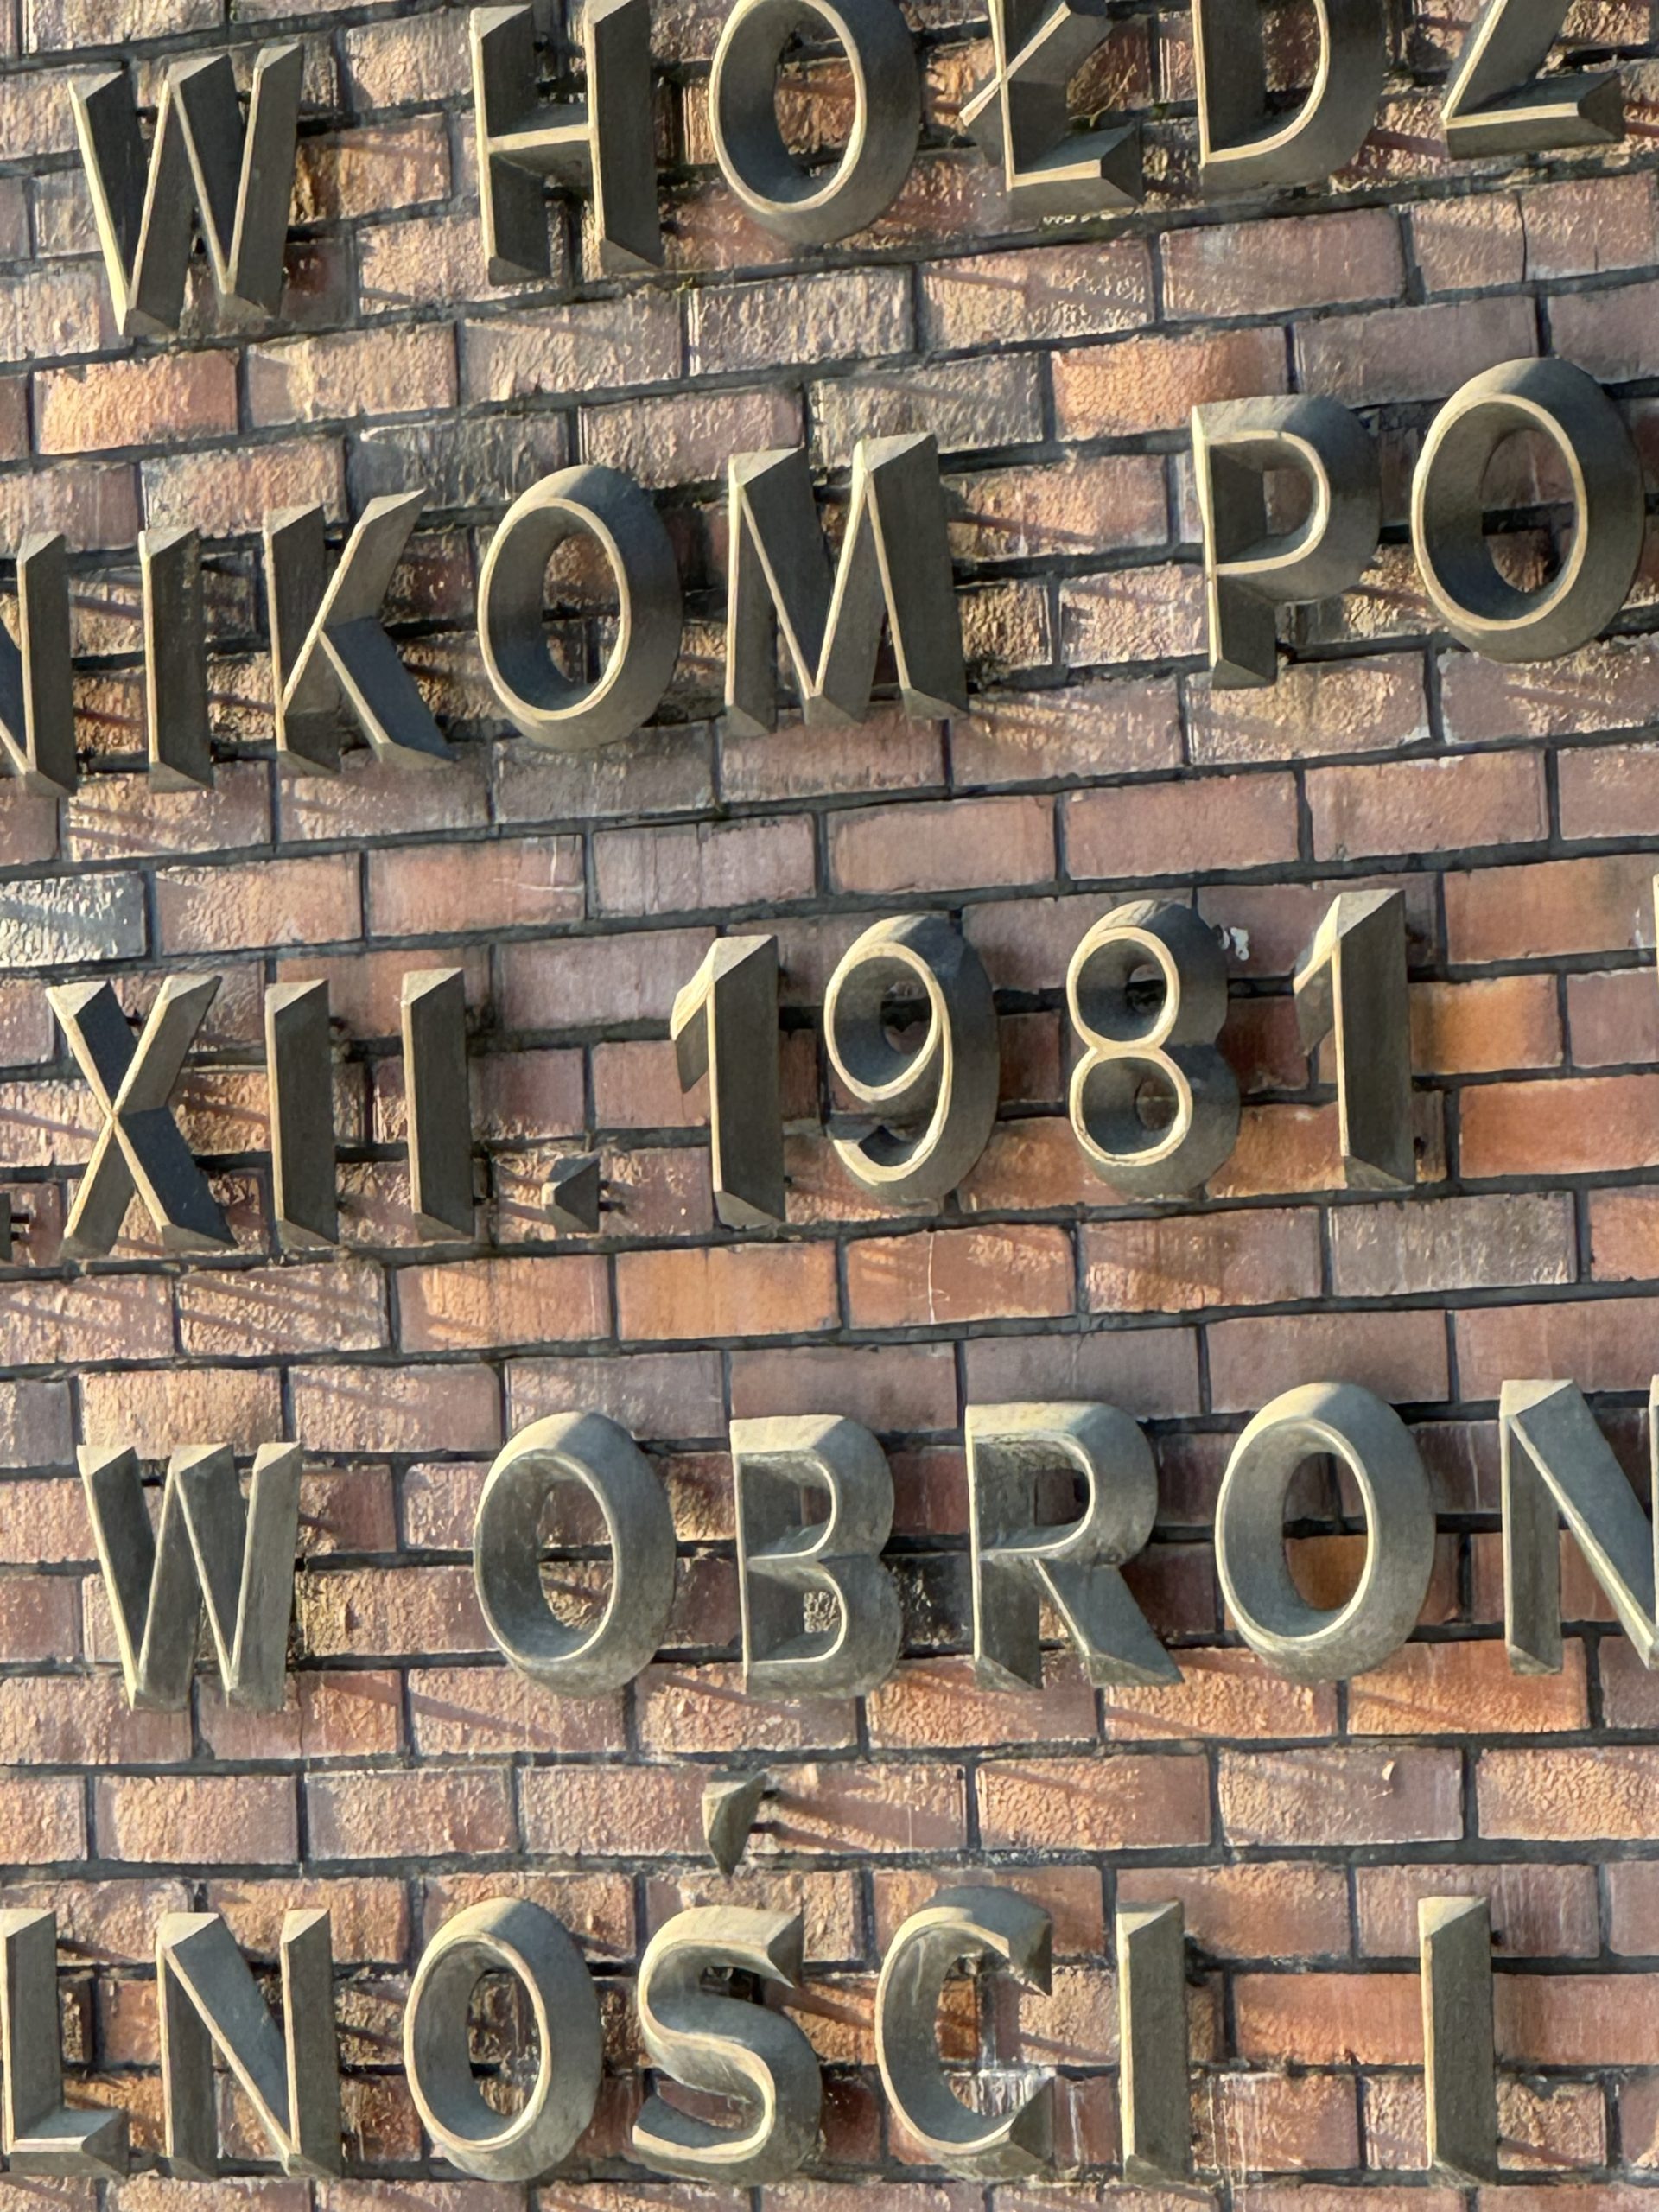 W HOŁDZ
NIKOM PO
.XII.1981
W OBRON
LNOŚCI I